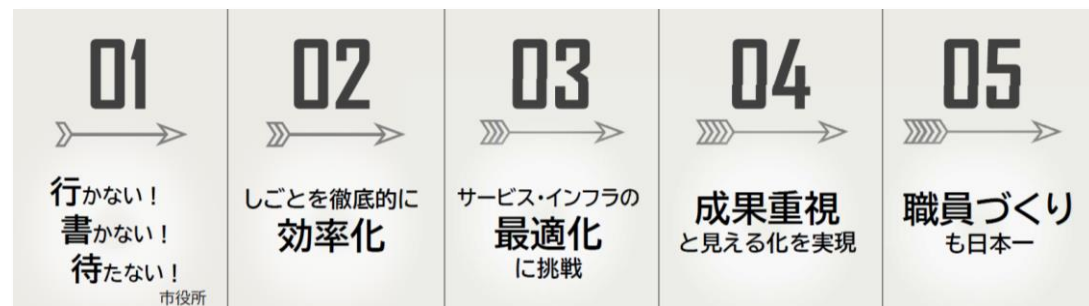 01
行かない！
書かない！
待たない！
市役所
02
しごとを徹底的に
効率化
03
サービス・インフラの
最適化
に挑戦
04
成果重視
と見える化を実現
05
職員づくり
も日本一